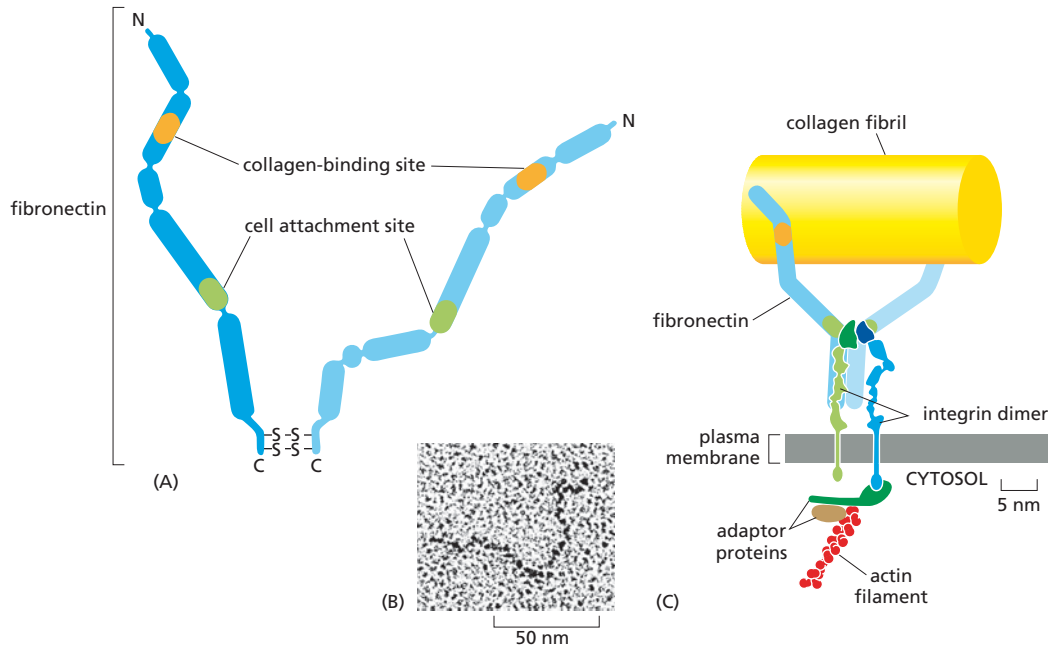 N
N
collagen-binding site
fibronectin
cell attachment site
S S
S S
C C
(A)
(B)
50 nm
collagen fibril
fibronectin
integrin dimer
plasma
membrane
CYTOSOL
5 nm
adaptor
proteins
actin
filament
(C)